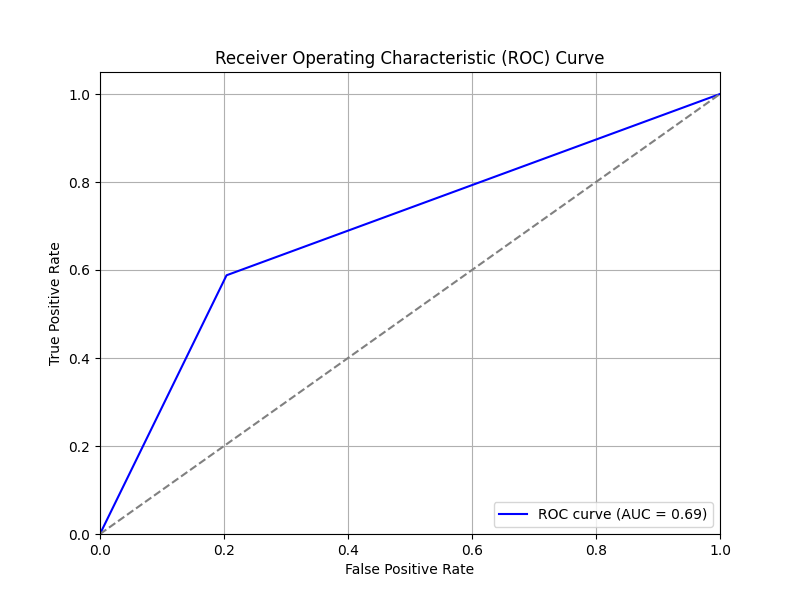 Receiver Operating Characteristic (ROC) Curve
1.0
0.8
0.6
0.4
0.2
0.0
True Positive Rate
ROC curve (AUC = 0.69)
0.0 0.2 0.4 0.6 0.8 1.0
False Positive Rate